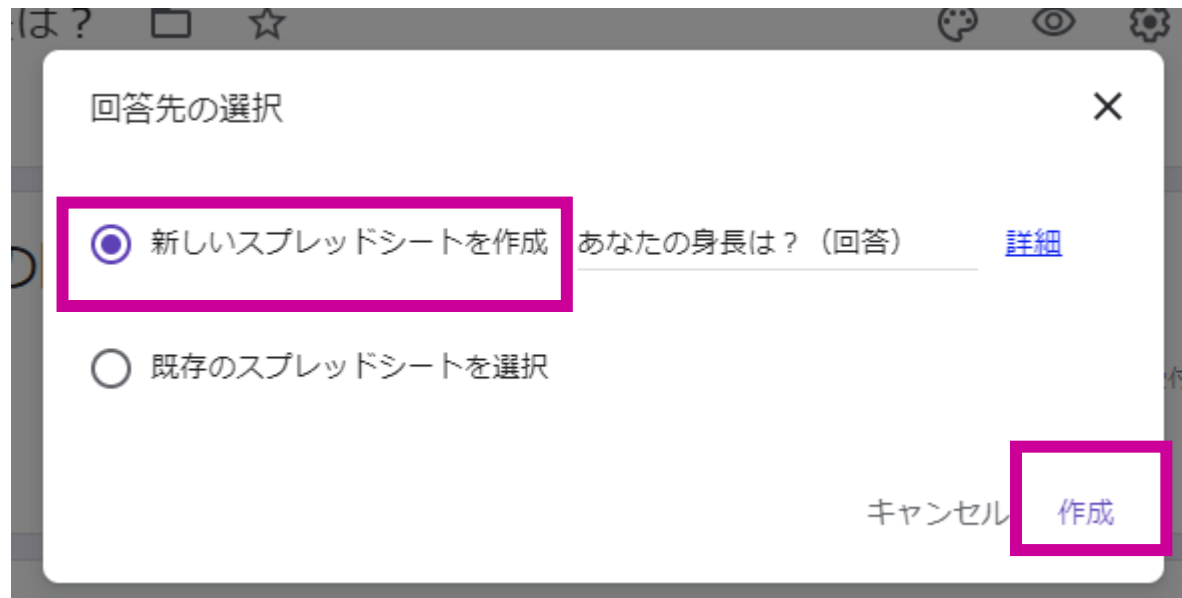 は？
回答先の選択
新しいスプレッドシートを作成 あなたの身長は？（回答） 詳細
既存のスプレッドシートを選択
キャンセル 作成